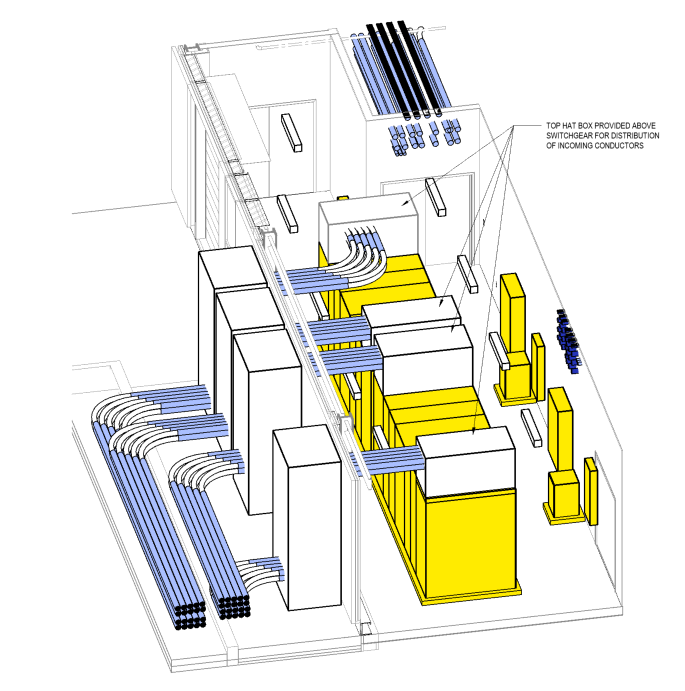 TOP HAT BOX PROVIDED ABOVE
SWITCHGEAR FOR DISTRIBUTION
OF INCOMING CONDUCTORS